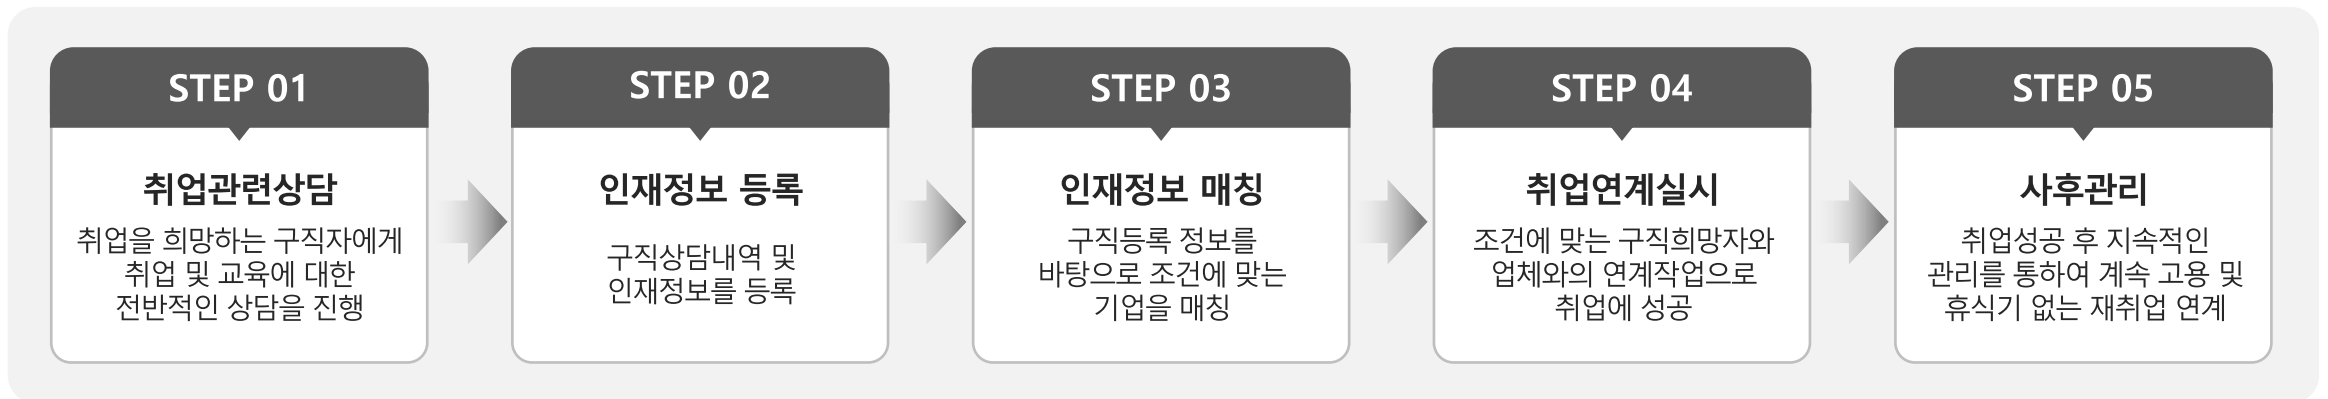 STEP 01
취업관련상담
취업을 희망하는 구직자에게
취업 및 교육에 대한
전반적인 상담을 진행
STEP 02
인재정보 등록
구직상담내역 및
인재정보를 등록
STEP 03
인재정보 매칭
구직등록 정보를
바탕으로 조건에 맞는
기업을 매칭
STEP 04
취업연계실시
조건에 맞는 구직희망자와
업체와의 연계작업으로
취업에 성공
STEP 05
사후관리
취업성공 후 지속적인
관리를 통하여 계속 고용 및
휴식기 없는 재취업 연계